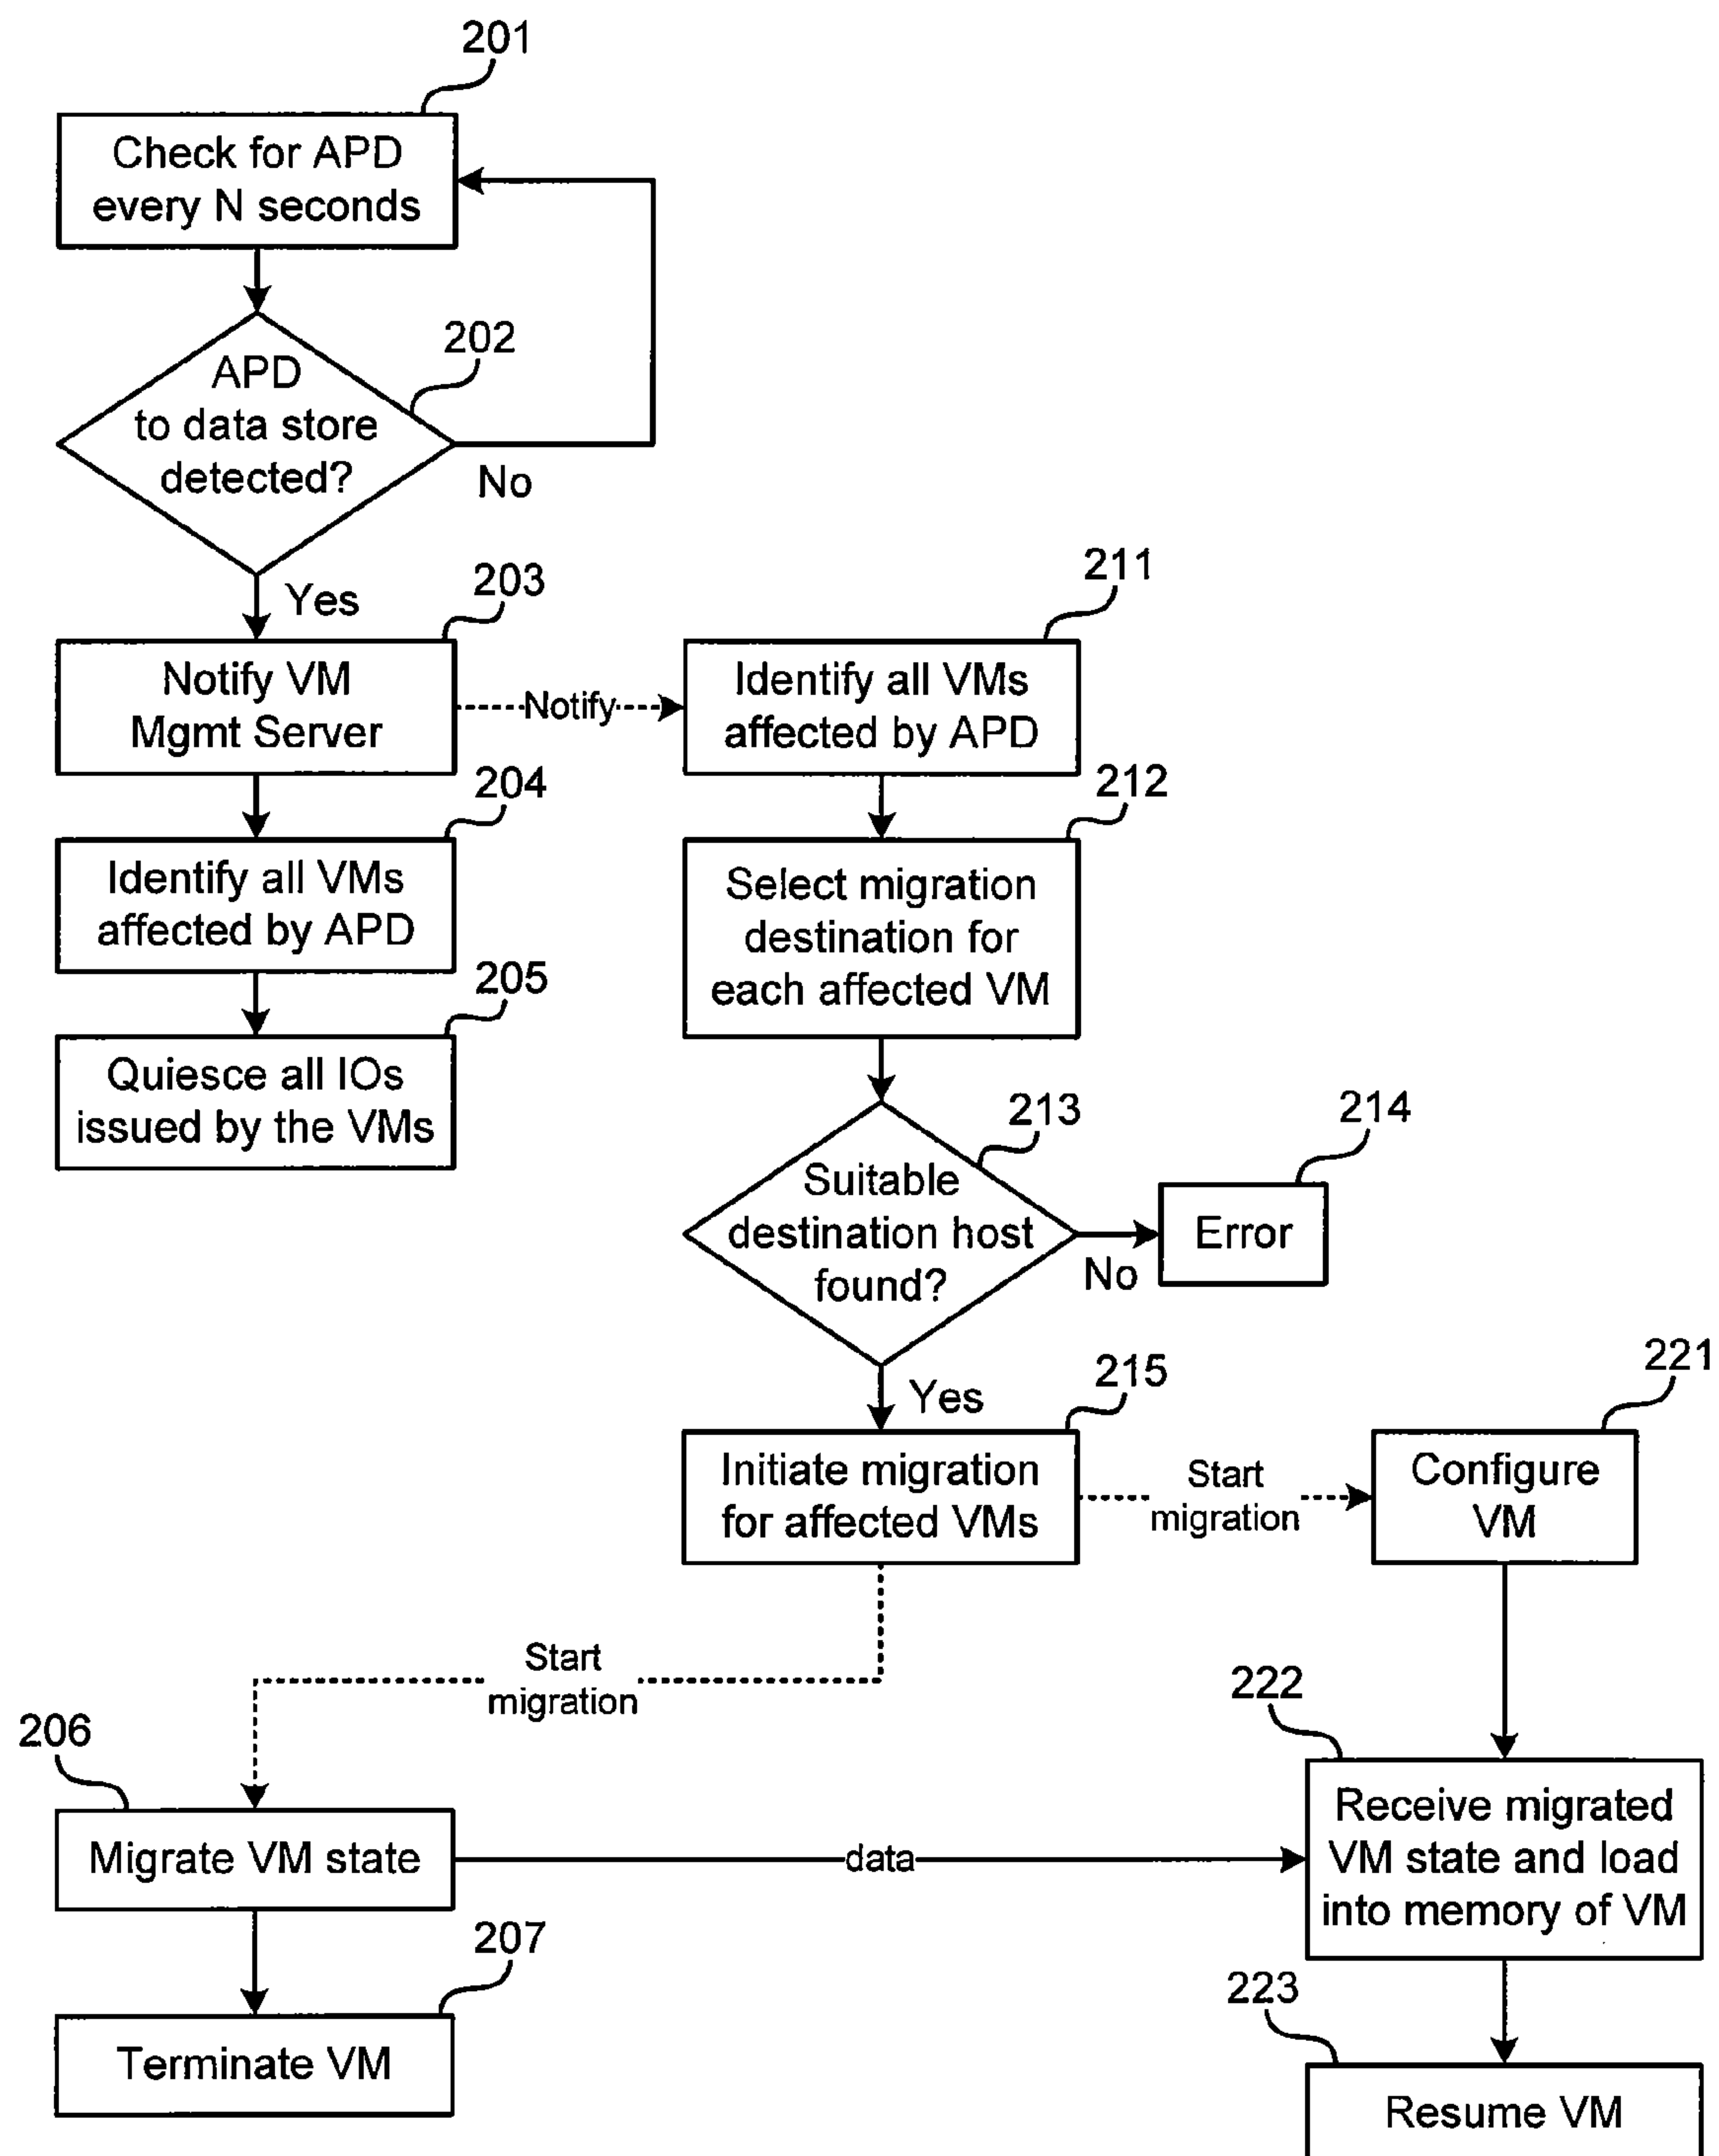 201
Check for APD
every N seconds
202
APD
to data store
detected?
No
Yes
203
Notify VM
Mgmt Server
Notify
204
Identify all VMs
affected by APD
205
Quiesce all IOs
issued by the VMs
211
Identify all VMs
affected by APD
212
Select migration
destination for
each affected VM
213
Suitable
destination host
found?
No
214
Error
Yes
215
Initiate migration
for affected VMs
Start
migration
221
Configure
VM
Start
migration
206
Migrate VM state
data
222
Receive migrated
VM state and load
into memory of VM
207
Terminate VM
223
Resume VM